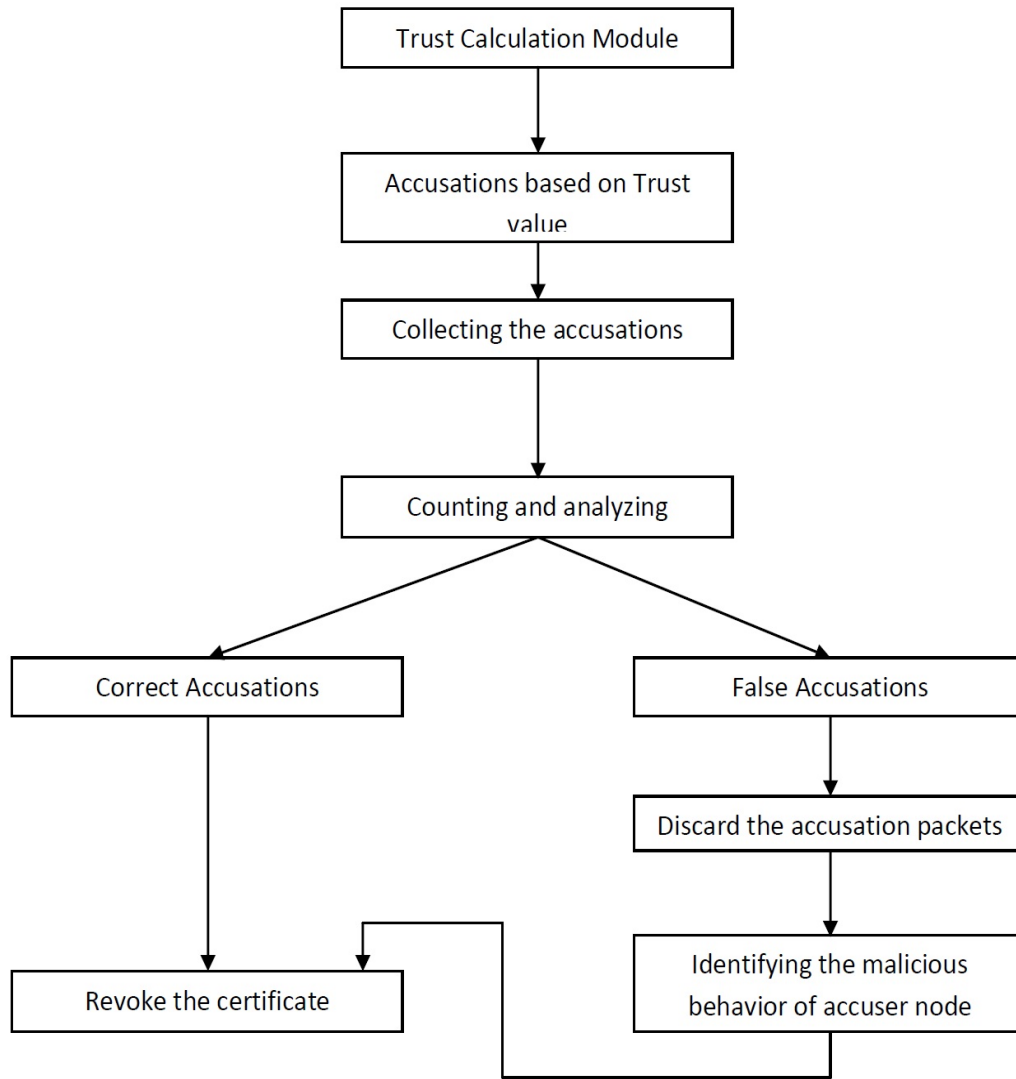 Trust Calculation Module
Accusations based on Trust
value
Collecting the accusations
Counting and analyzing
Correct Accusations
False Accusations
Discard the accusation packets
Identifying the malicious
behavior of accuser node
Revoke the certificate